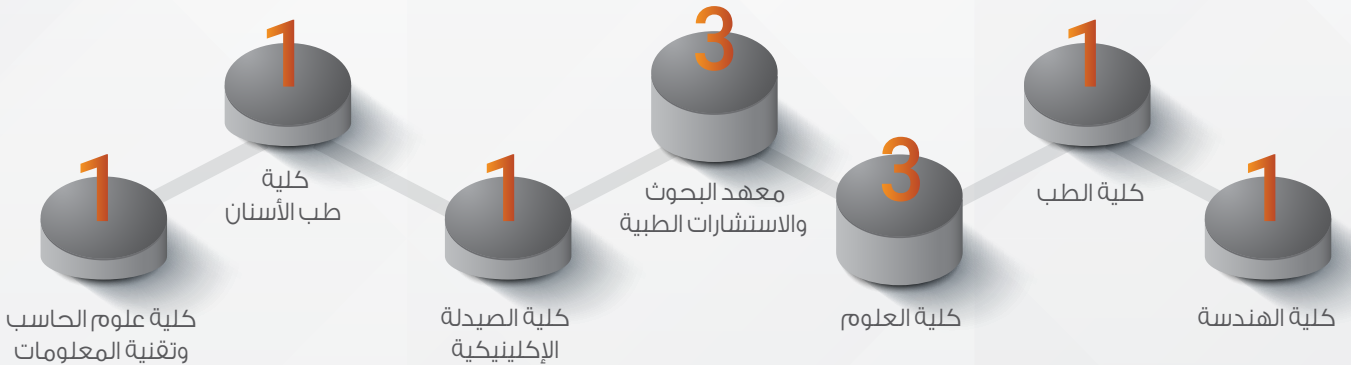 1
كلية الهندسة
1
كلية الطب
3
كلية العلوم
3
معهد البحوث
والاستشارات الطبية
1
كلية الصيدلة
الإكلينيكية
1
كلية
طب الأسنان
1
كلية علوم الحاسب
وتقنية المعلومات